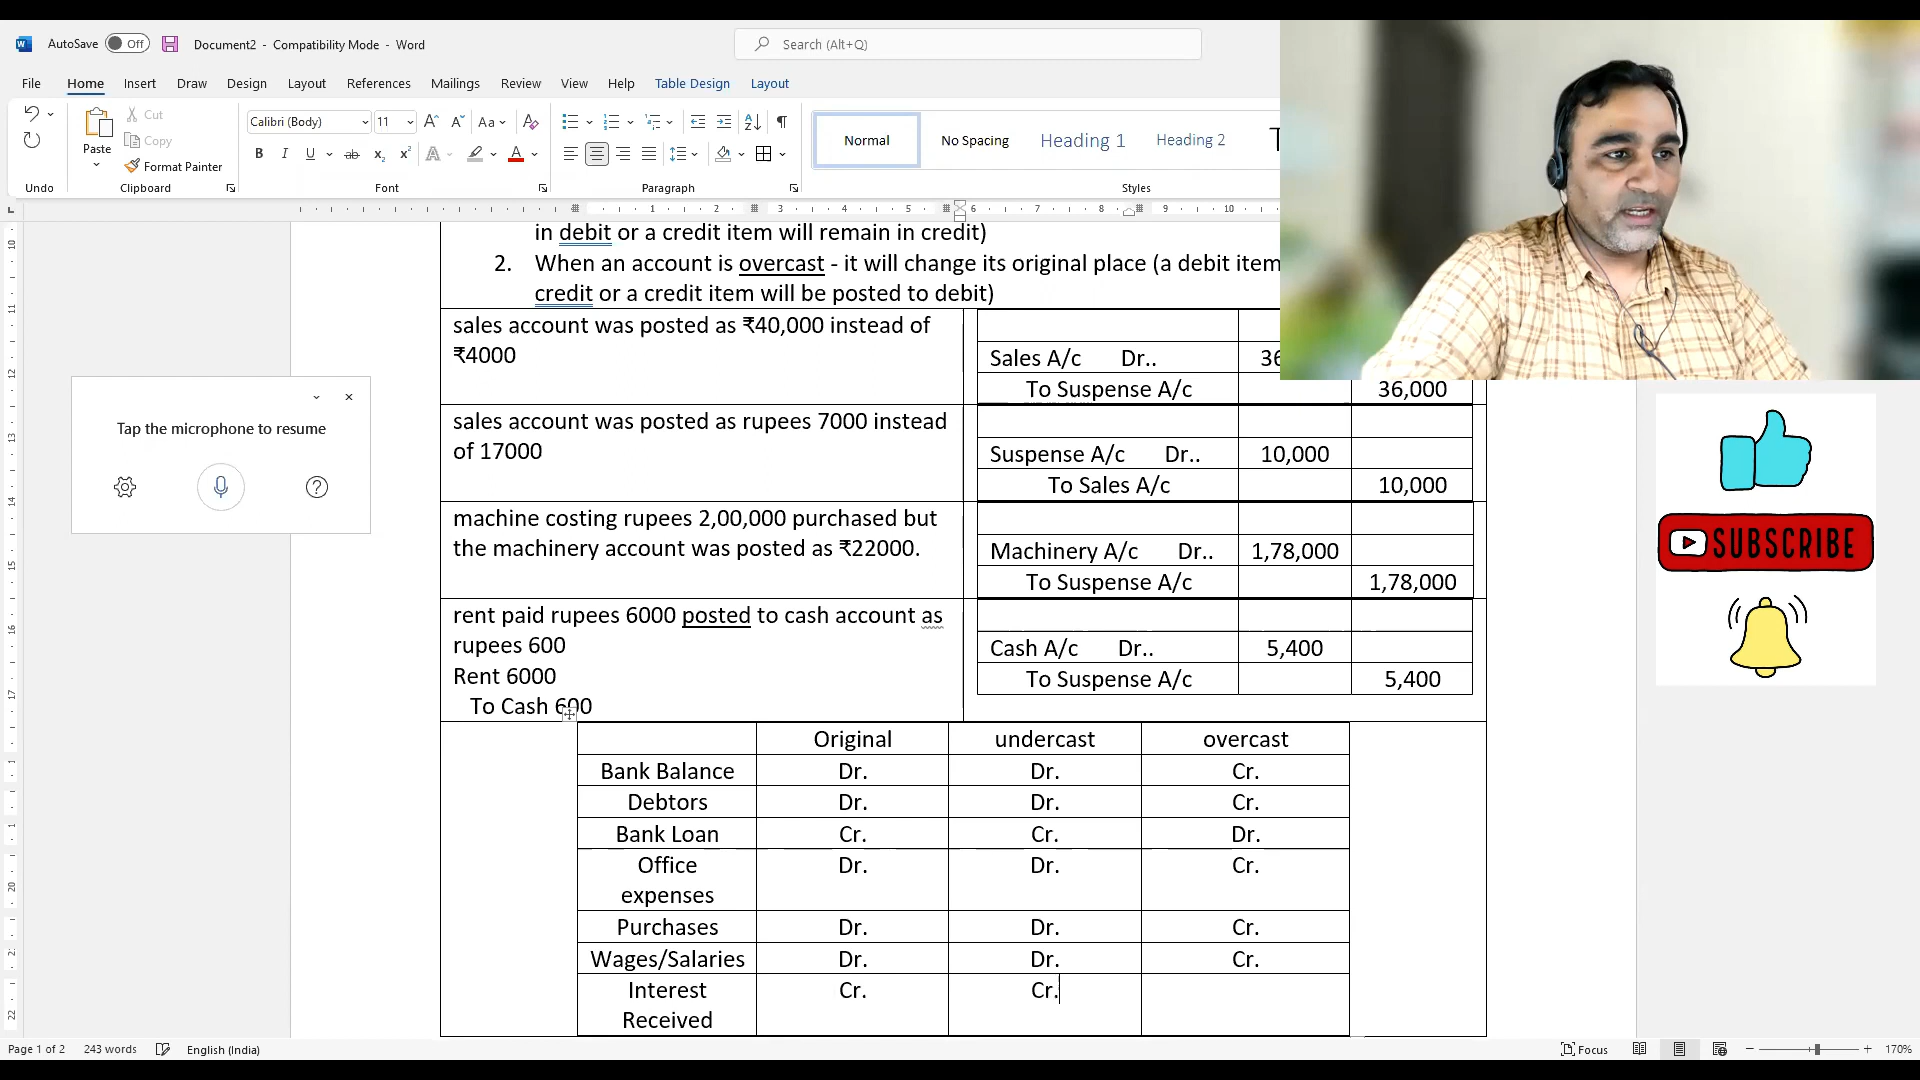 AutoSave Off Document2 - Compatibility Mode - Word
Search (Alt+Q)
File Home Insert Draw Design Layout References Mailings Review View Help Table Design Layout
Paste
Cut
Copy
Format Painter
Calibri (Body) 11
Normal No Spacing Heading 1 Heading 2
Undo Clipboard Font Paragraph Styles
in debit or a credit item will remain in credit)
2. When an account is overcast - it will change its original place (a debit item
credit or a credit item will be posted to debit)
sales account was posted as ₹40,000 instead of
₹4000
Sales A/c Dr..
To Suspense A/c 36,000
sales account was posted as rupees 7000 instead
of 17000
Suspense A/c Dr.. 10,000
To Sales A/c 10,000
machine costing rupees 2,00,000 purchased but
the machinery account was posted as ₹22000.
Machinery A/c Dr.. 1,78,000
To Suspense A/c 1,78,000
rent paid rupees 6000 posted to cash account as
rupees 600
Rent 6000
To Cash 600
Cash A/c Dr.. 5,400
To Suspense A/c 5,400
Original undercast overcast
Bank Balance Dr. Dr. Cr.
Debtors Dr. Dr. Cr.
Bank Loan Cr. Cr. Dr.
Office
expenses Dr. Dr. Cr.
Purchases Dr. Dr. Cr.
Wages/Salaries Dr. Dr. Cr.
Interest
Received Cr. Cr.
Tap the microphone to resume
SUBSCRIBE
Page 1 of 2 243 words English (India) Focus 170%